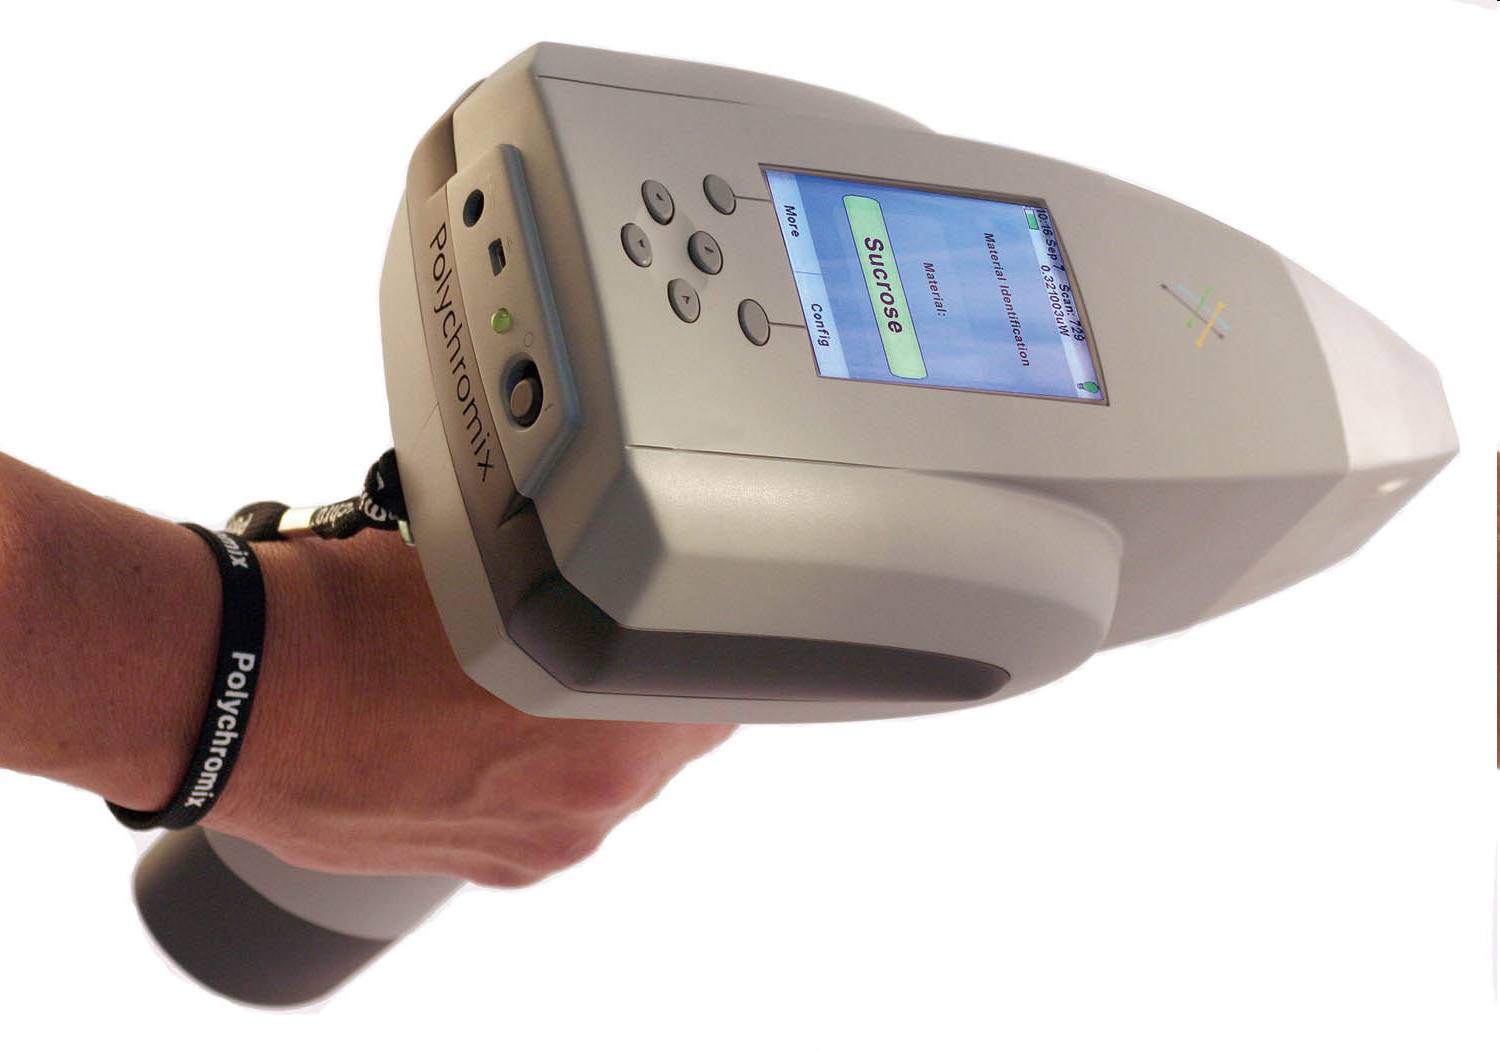 10:16 Sep 7 Scan: 729
0.321003uW
Material Identification
Material:
Sucrose
More
Config
Polychromix
Polychromix